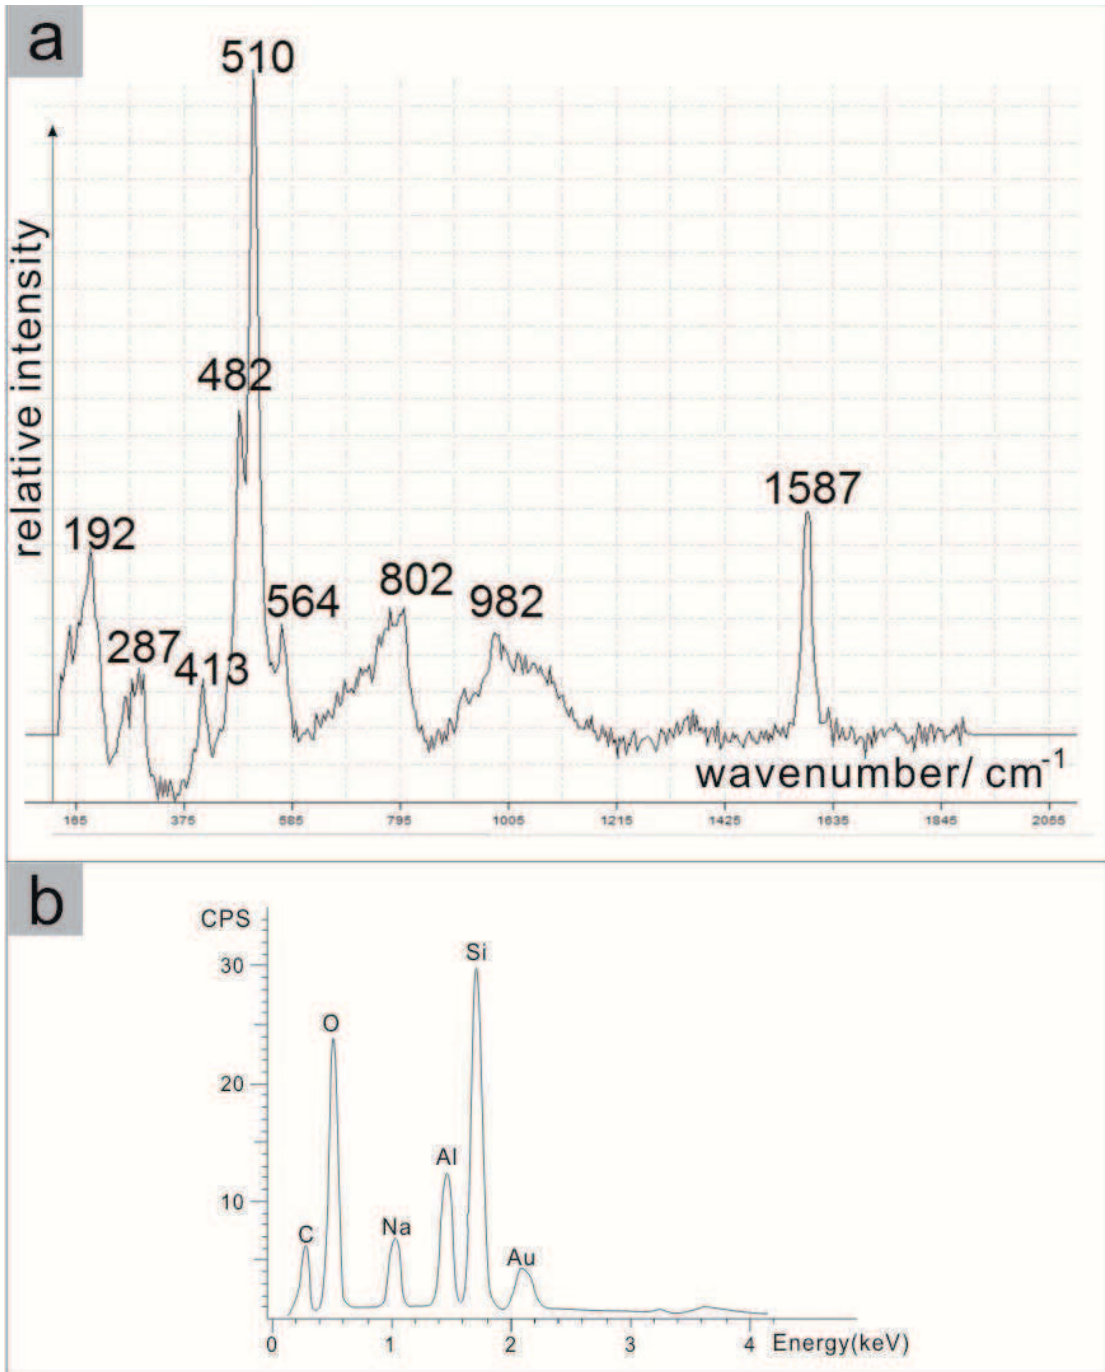 a
510
482
192
287
413
564
802
982
1587
relative intensity
wavenumber/ cm-1
165 375 585 795 1005 1215 1425 1635 1845 2055
b
CPS
30
20
10
C
O
Na
Al
Si
Au
0 1 2 3 4 Energy(keV)